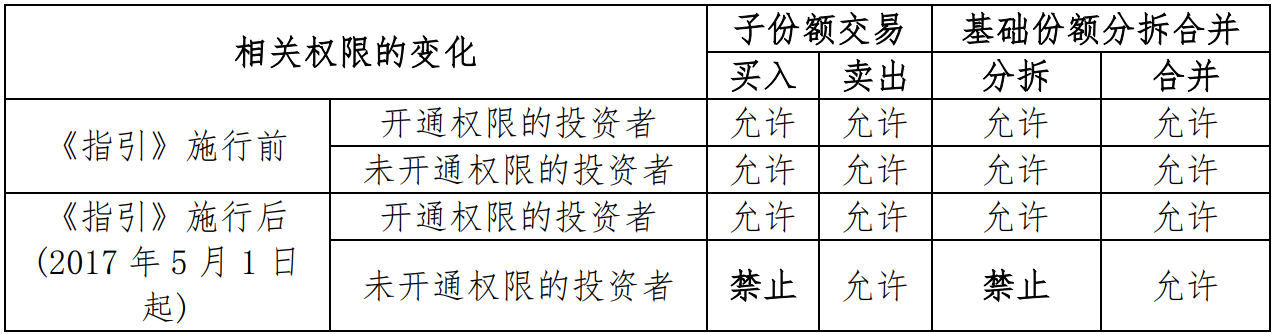 相关权限的变化
子份额交易
基础份额分拆合并
买入
卖出
分拆
合并
《指引》施行前
开通权限的投资者
允许
允许
允许
允许
未开通权限的投资者
允许
允许
允许
允许
《指引》施行后
(2017 年 5 月 1 日
起)
开通权限的投资者
允许
允许
允许
允许
未开通权限的投资者
禁止
允许
禁止
允许